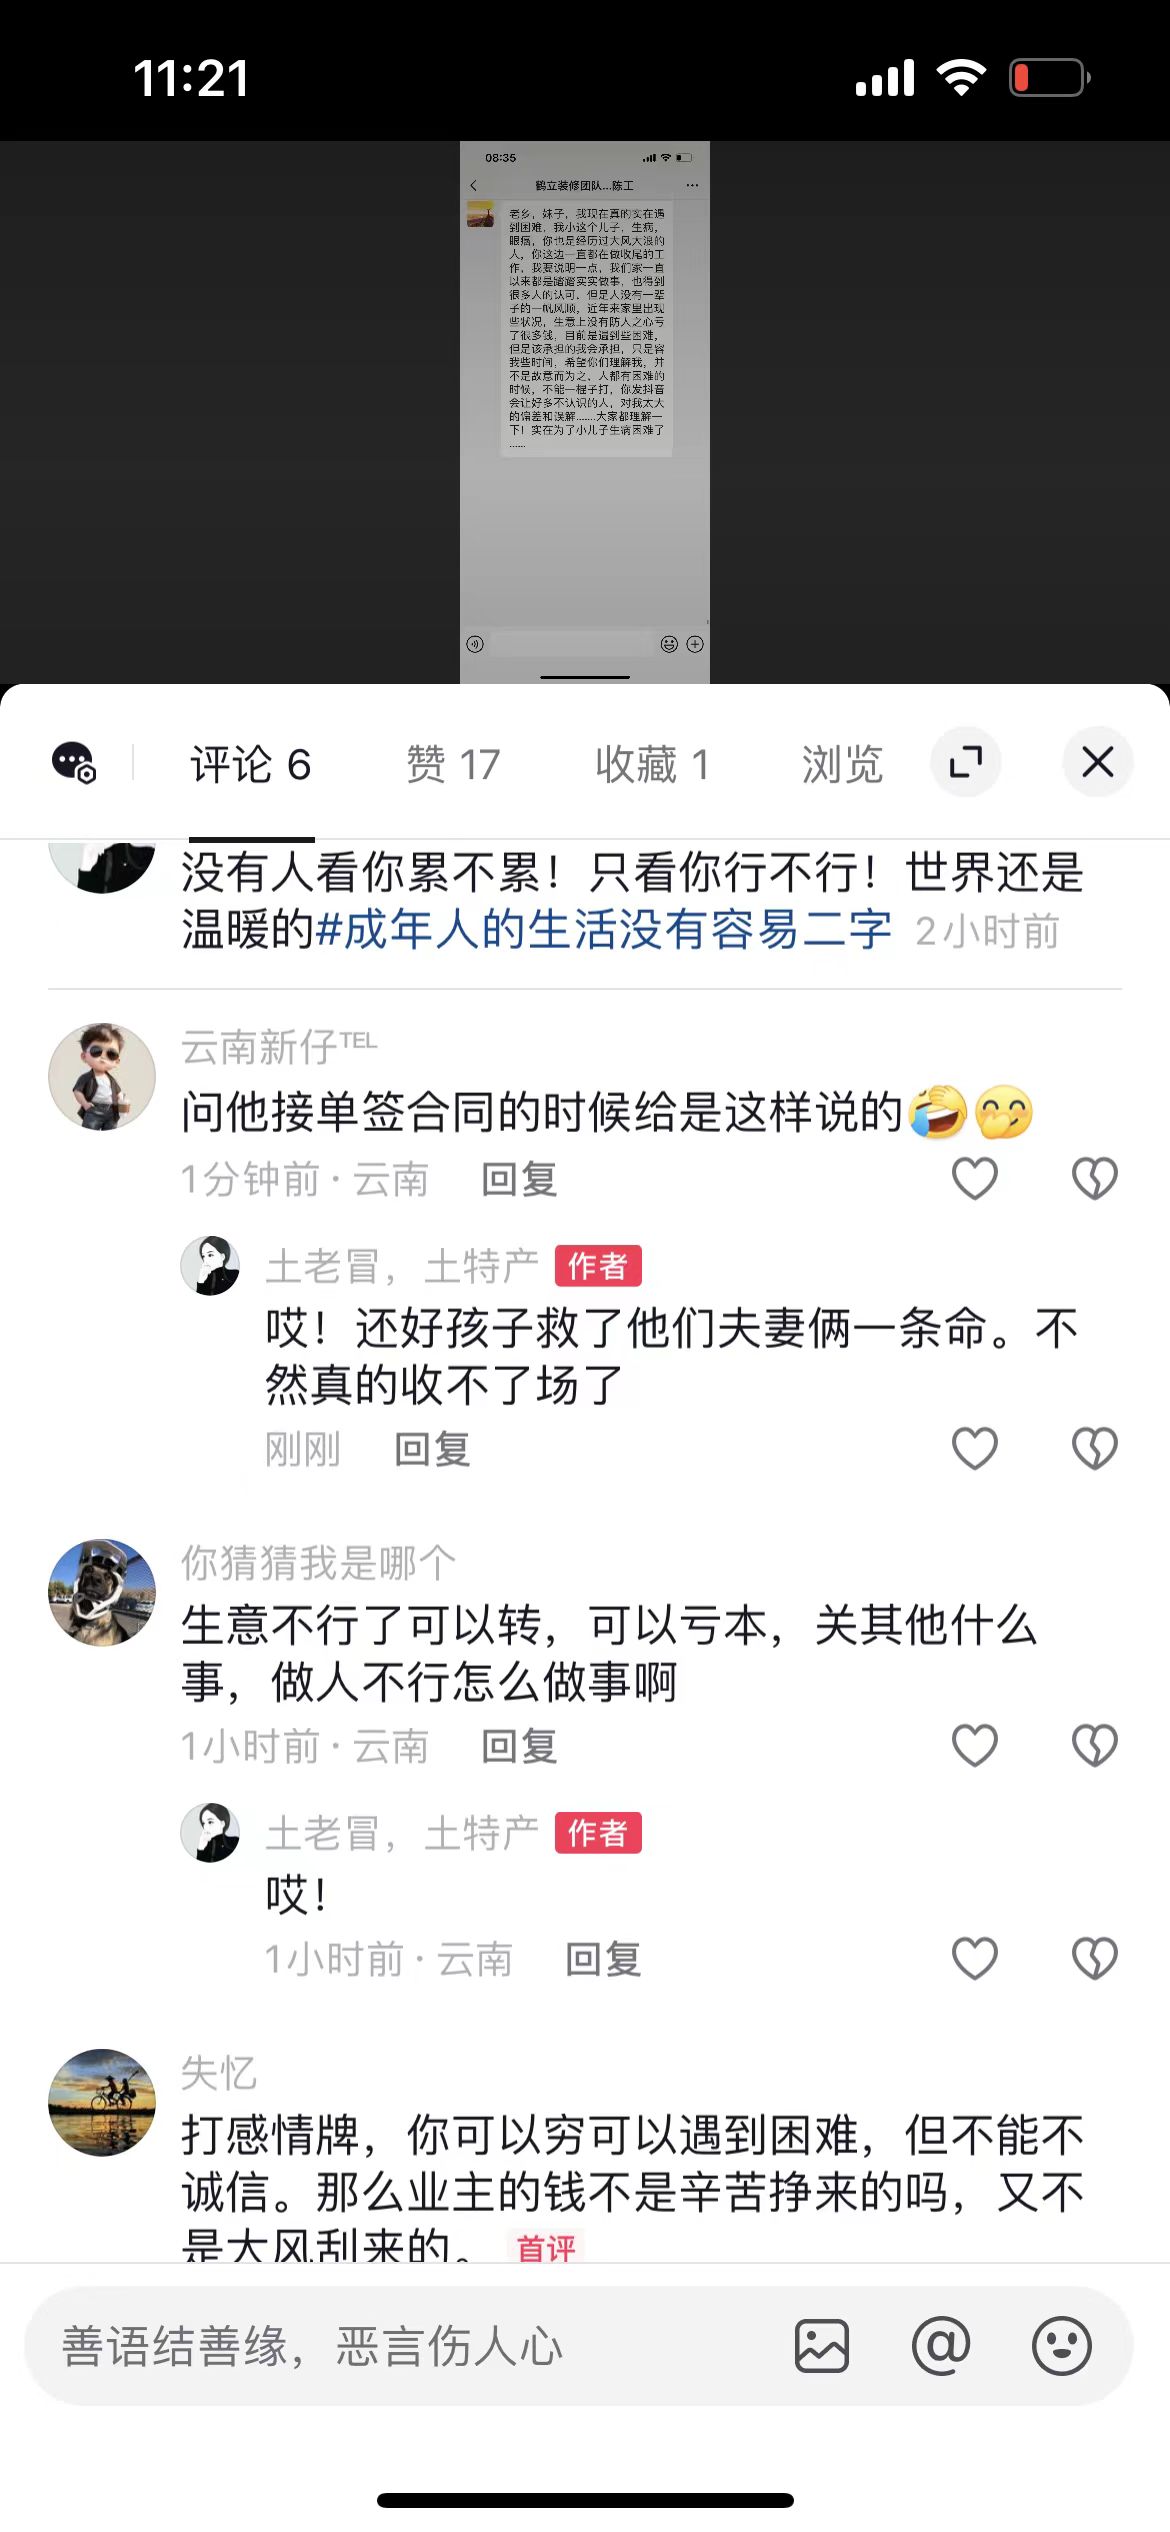 11:21
08:35
鹤立装修团队...陈工
老乡，妹子，我现在真的实在遇
到困难，我小这个儿子，生病，
眼癌，你也是经历过大风大浪的
人，你这边一直都在做收尾的工
作，我要说明一点，我们家一直
以来都是踏踏实实做事，也得到
很多人的认可，但是人没有一辈
子的一帆风顺，近年来家里出现
些状况，生意上没有防人之心亏
了很多钱，目前是遇到些困难，
但是该承担的我会承担，只是容
我些时间，希望你们理解我，并
不是故意而为之，人都有困难的
时候，不能一棍子打，你发抖音
会让好多不认识的人，对我太大
的偏差和误解.......大家都理解一
下！实在为了小儿子生病困难了
......
评论 6
赞 17
收藏 1
浏览
没有人看你累不累！只看你行不行！世界还是
温暖的#成年人的生活没有容易二字 2小时前
云南新仔TEL
问他接单签合同的时候给是这样说的🤣🤭
1分钟前 · 云南 回复
土老冒，土特产 作者
哎！还好孩子救了他们夫妻俩一条命。不
然真的收不了场了
刚刚 回复
你猜猜我是哪个
生意不行了可以转，可以亏本，关其他什么
事，做人不行怎么做事啊
1小时前 · 云南 回复
土老冒，土特产 作者
哎！
1小时前 · 云南 回复
失忆
打感情牌，你可以穷可以遇到困难，但不能不
诚信。那么业主的钱不是辛苦挣来的吗，又不
是大风刮来的。 首评
善语结善缘，恶言伤人心